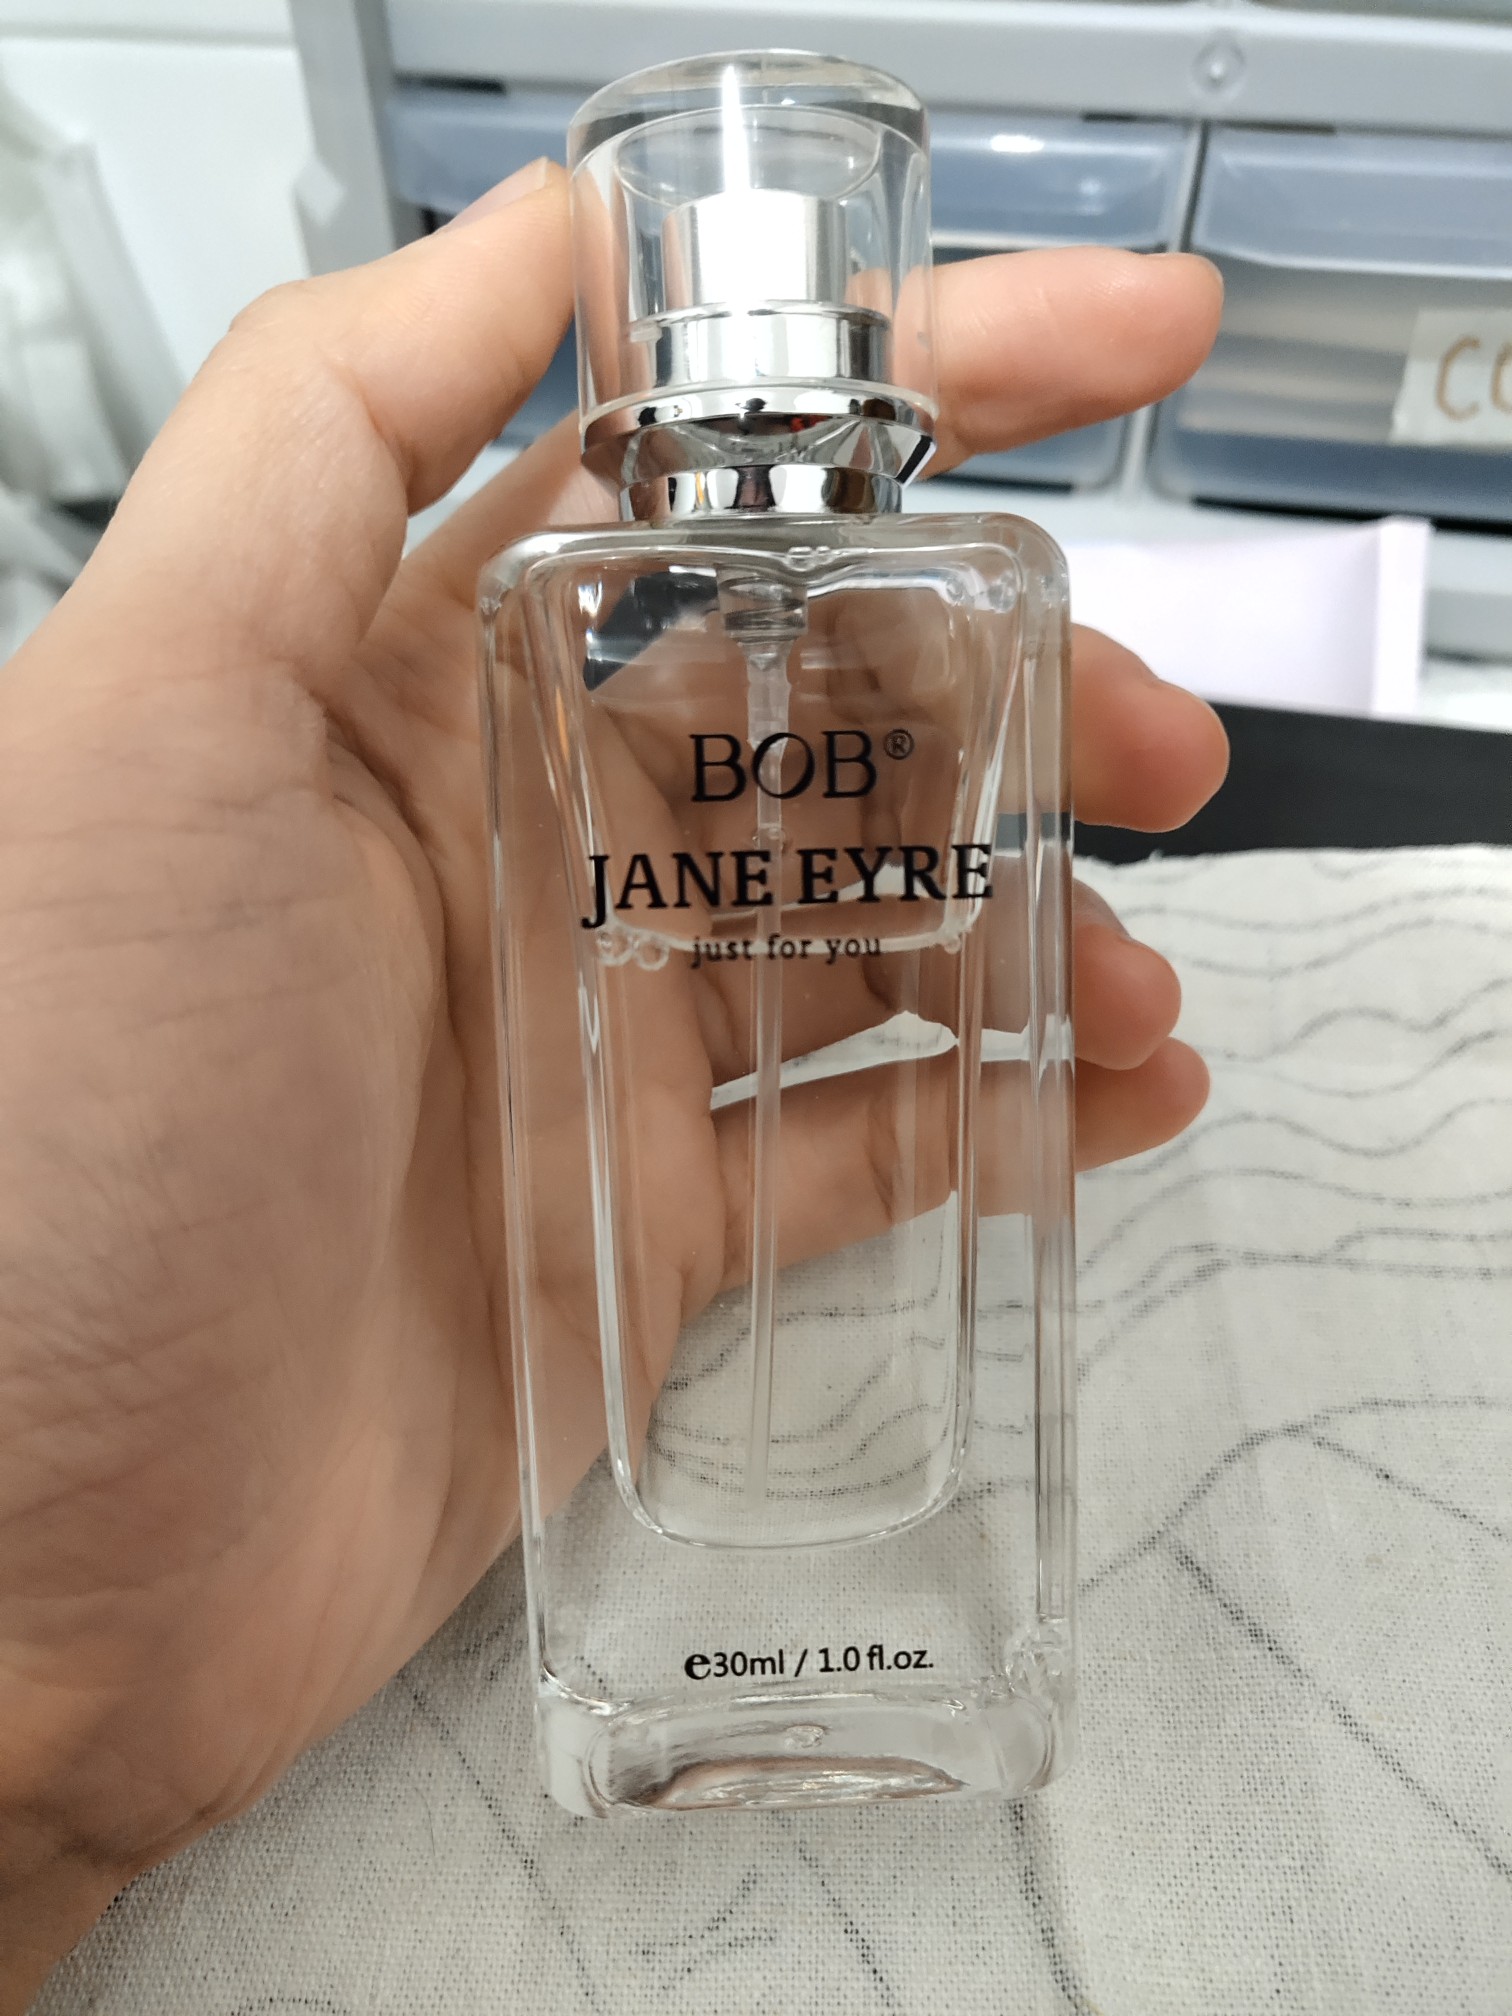 BOB®
JANE EYRE
just for you
℮30ml / 1.0 fl.oz.